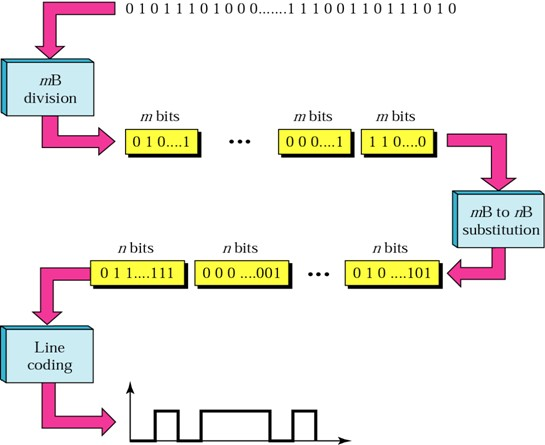 0 1 0 1 1 1 0 1 0 0 0.......1 1 1 0 0 1 1 0 1 1 1 0 1 0
mB
division
m bits
m bits
m bits
0 1 0....1
...
0 0 0....1
1 1 0....0
mB to nB
substitution
n bits
n bits
n bits
0 1 1....111
0 0 0 ....001
...
0 1 0 ....101
Line
coding